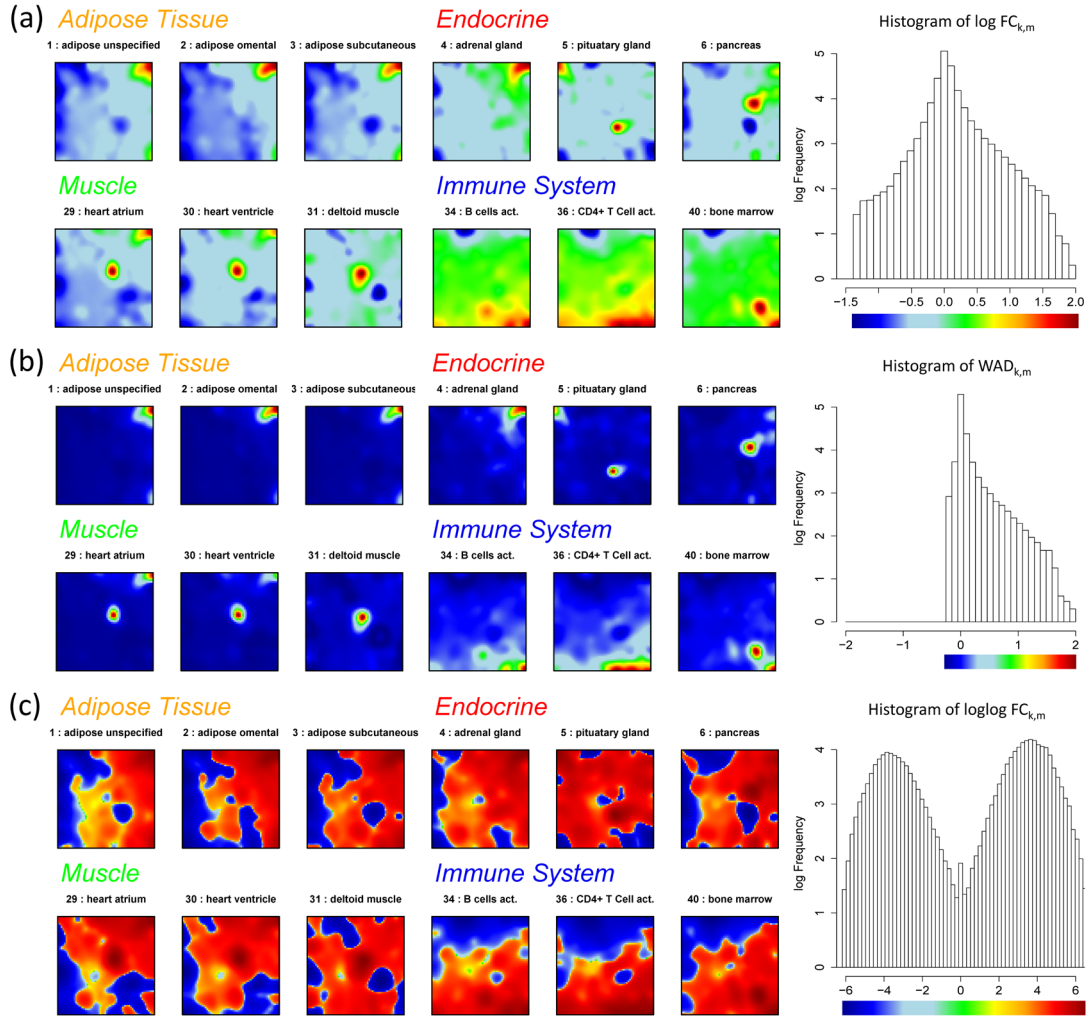 (a)
Adipose Tissue
Endocrine
1 : adipose unspecified 2 : adipose omental 3 : adipose subcutaneous 4 : adrenal gland 5 : pituatary gland 6 : pancreas
Muscle
Immune System
29 : heart atrium 30 : heart ventricle 31 : deltoid muscle 34 : B cells act. 36 : CD4+ T Cell act. 40 : bone marrow
Histogram of log FCk,m
log Frequency
5
4
3
2
1
0
−1.5 −0.5 0.0 0.5 1.0 1.5 2.0
(b)
Adipose Tissue
Endocrine
1 : adipose unspecified 2 : adipose omental 3 : adipose subcutaneous 4 : adrenal gland 5 : pituatary gland 6 : pancreas
Muscle
Immune System
29 : heart atrium 30 : heart ventricle 31 : deltoid muscle 34 : B cells act. 36 : CD4+ T Cell act. 40 : bone marrow
Histogram of WADk,m
log Frequency
5
4
3
2
1
0
−2 −1 0 1 2
(c)
Adipose Tissue
Endocrine
1 : adipose unspecified 2 : adipose omental 3 : adipose subcutaneous 4 : adrenal gland 5 : pituatary gland 6 : pancreas
Muscle
Immune System
29 : heart atrium 30 : heart ventricle 31 : deltoid muscle 34 : B cells act. 36 : CD4+ T Cell act. 40 : bone marrow
Histogram of loglog FCk,m
log Frequency
4
3
2
1
0
−6 −4 −2 0 2 4 6